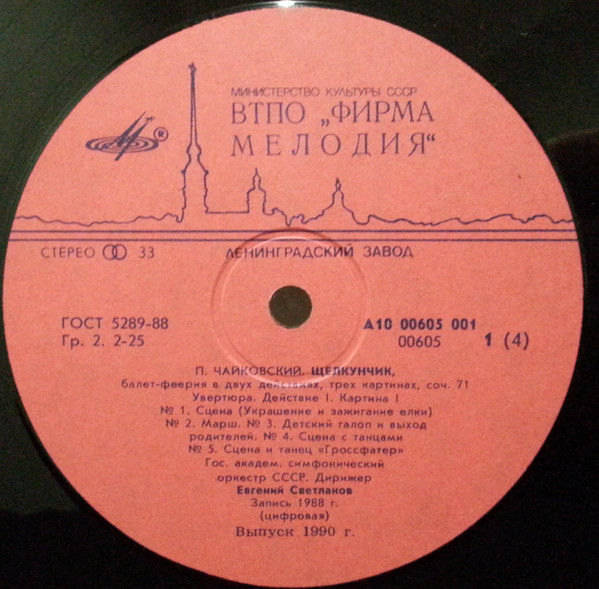 МИНИСТЕРСТВО КУЛЬТУРЫ СССР
ВТПО „ФИРМА
МЕЛОДИЯ“
®
СТЕРЕО 33 ЛЕНИНГРАДСКИЙ ЗАВОД
ГОСТ 5289-88 А10 00605 001
Гр. 2. 2-25 00605 1 (4)
П. ЧАЙКОВСКИЙ. ЩЕЛКУНЧИК,
балет-феерия в двух действиях, трех картинах, соч. 71
Увертюра. Действие I. Картина I
№ 1. Сцена (Украшение и зажигание елки)
№ 2. Марш. № 3. Детский галоп и выход
родителей. № 4. Сцена с танцами
№ 5. Сцена и танец «Гроссфатер»
Гос. академ. симфонический
оркестр СССР. Дирижер
Евгений Светланов
Запись 1988 г.
(цифровая)
Выпуск 1990 г.